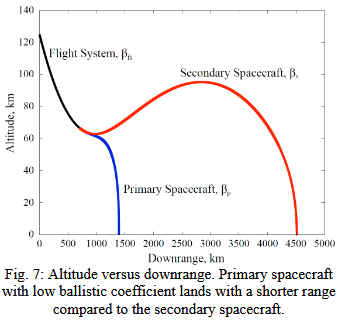 140
120
100
80
60
40
20
0
Altitude, km
Flight System, βfl
Secondary Spacecraft, βs
Primary Spacecraft, βp
0 500 1000 1500 2000 2500 3000 3500 4000 4500 5000
Downrange, km
Fig. 7: Altitude versus downrange. Primary spacecraft
with low ballistic coefficient lands with a shorter range
compared to the secondary spacecraft.